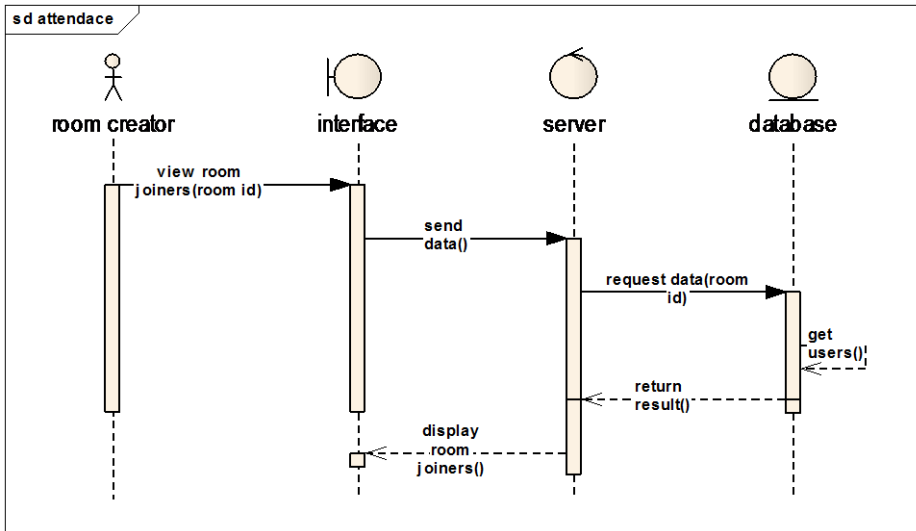 sd attendace
room creator
interface
server
database
view room
joiners(room id)
send
data()
request data(room
id)
get
users()
return
result()
display
room
joiners()